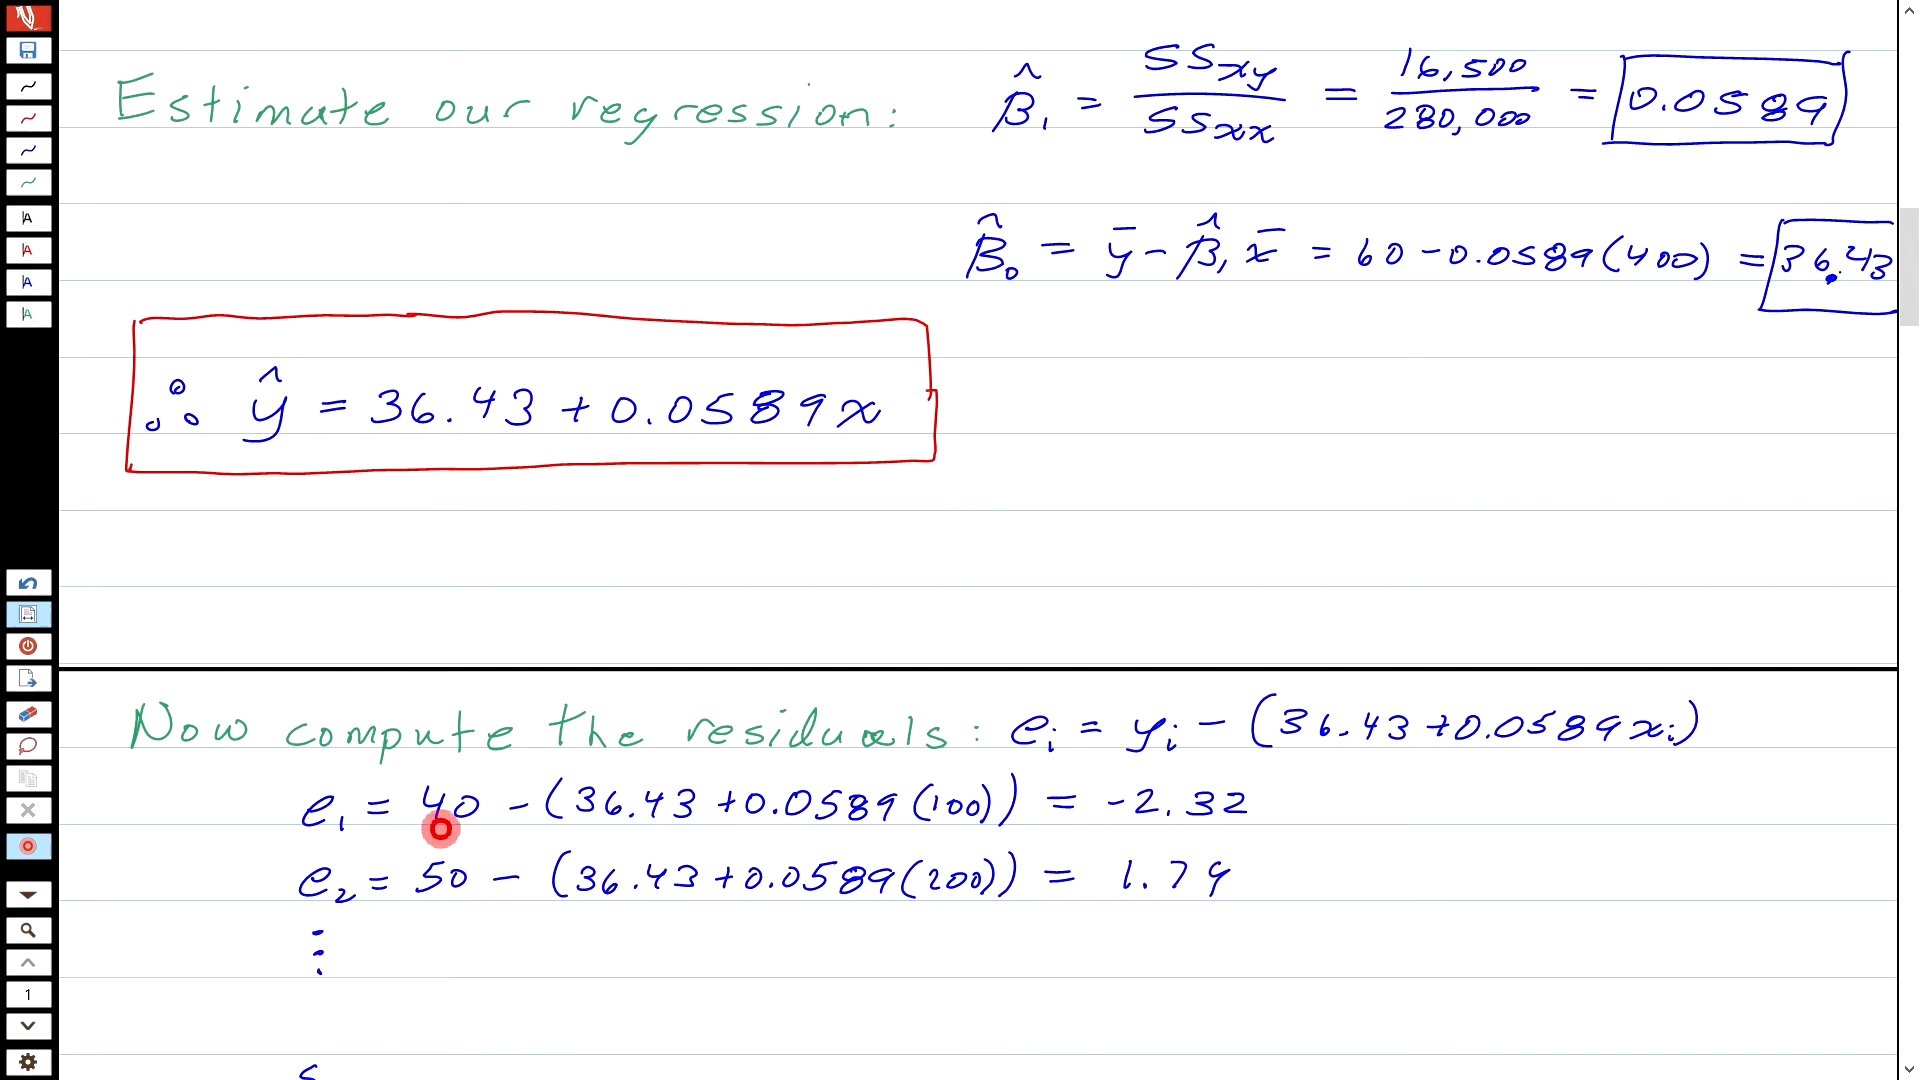 Estimate our regression: β̂₁ = SSxy / SSxx = 16,500 / 280,000 = 0.0589
β̂₀ = ȳ - β̂₁ x̄ = 60 - 0.0589(400) = 36.43
∴ ŷ = 36.43 + 0.0589x
Now compute the residuals: eᵢ = yᵢ - (36.43 + 0.0589xᵢ)
e₁ = 40 - (36.43 + 0.0589(100)) = -2.32
e₂ = 50 - (36.43 + 0.0589(200)) = 1.79
⋮
A
A
A
A
1